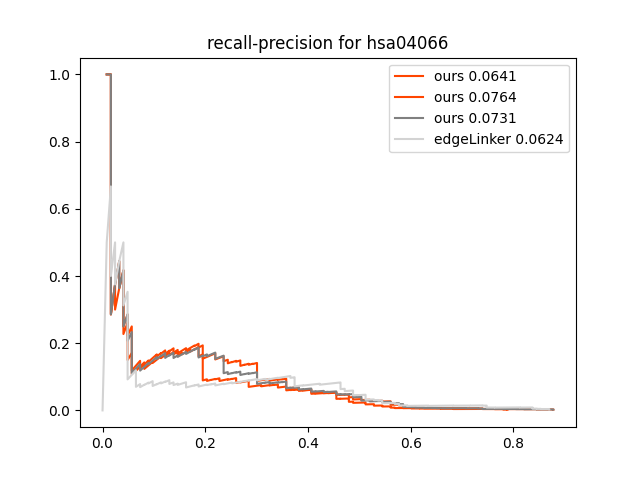 recall-precision for hsa04066
ours 0.0641
ours 0.0764
ours 0.0731
edgeLinker 0.0624
1.0
0.8
0.6
0.4
0.2
0.0
0.0 0.2 0.4 0.6 0.8